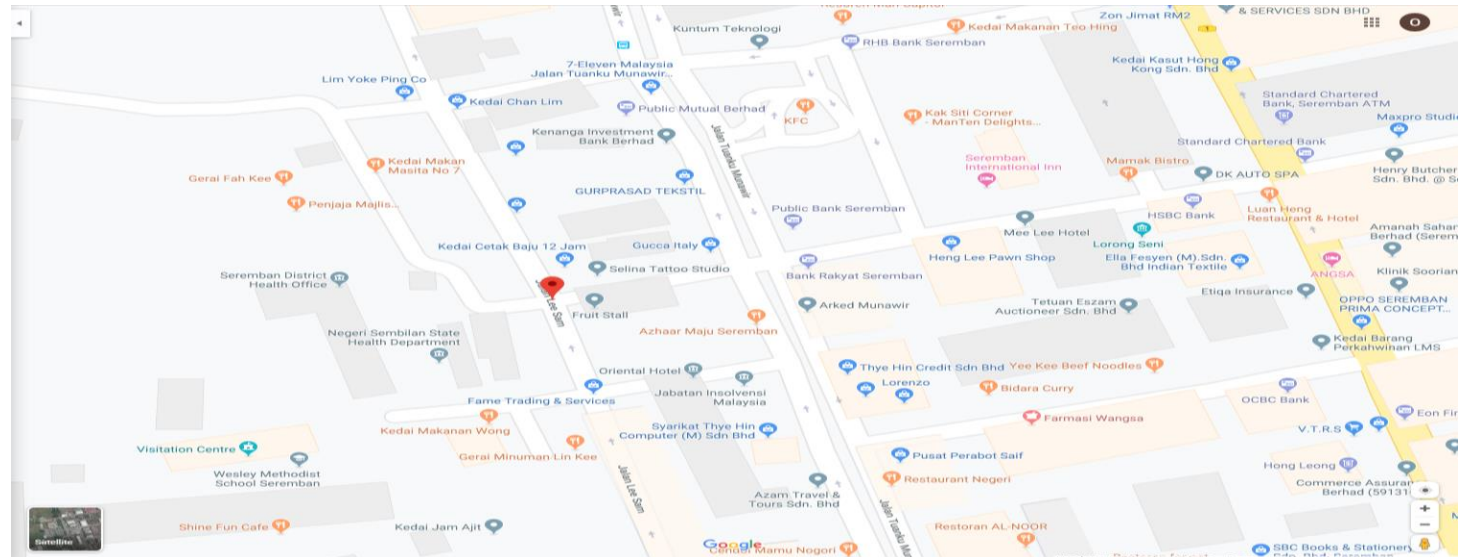 Zon Jimat RM2
& SERVICES SDN BHD
O
Kuntum Teknologi
Kedai Makanan Teo Hing
RHB Bank Seremban
7-Eleven Malaysia
Jalan Tuanku Munawir...
Kedai Kasut Hong
Kong Sdn. Bhd
Lim Yoke Ping Co
Kedai Chan Lim
Public Mutual Berhad
KFC
Kak Siti Corner
- ManTen Delights...
Standard Chartered
Bank, Seremban ATM
Maxpro Studio
Kenanga Investment
Bank Berhad
Jalan Tuanku Munawir
Standard Chartered Bank
Kedai Makan
Masita No 7
Gerai Fah Kee
Seremban
International Inn
Mamak Bistro
DK AUTO SPA
Henry Butcher
Sdn. Bhd. @ S
GURPRASAD TEKSTIL
Penjaja Majlis...
Public Bank Seremban
HSBC Bank
Luan Heng
Restaurant & Hotel
Mee Lee Hotel
Amanah Sahar
Berhad (Serem
Kedai Cetak Baju 12 Jam
Gucca Italy
Heng Lee Pawn Shop
Lorong Seni
Ella Fesyen (M).Sdn.
Bhd Indian Textile
ANGSA
Klinik Soorian
Seremban District
Health Office
Selina Tattoo Studio
Bank Rakyat Seremban
Jalan Lee Sam
Fruit Stall
Arked Munawir
Tetuan Eszam
Auctioneer Sdn. Bhd
Etiqa Insurance
OPPO SEREMBAN
PRIMA CONCEPT...
Negeri Sembilan State
Health Department
Azhaar Maju Seremban
Kedai Barang
Perkahwinan LMS
Oriental Hotel
Thye Hin Credit Sdn Bhd
Yee Kee Beef Noodles
Jabatan Insolvensi
Malaysia
Lorenzo
Bidara Curry
Fame Trading & Services
OCBC Bank
Farmasi Wangsa
Eon Fir
Kedai Makanan Wong
Syarikat Thye Hin
Computer (M) Sdn Bhd
V.T.R.S
Visitation Centre
Gerai Minuman Lin Kee
Pusat Perabot Saif
Wesley Methodist
School Seremban
Jalan Lee Sam
Restaurant Negeri
Hong Leong
Commerce Assurar
Berhad (59131
Azam Travel &
Tours Sdn. Bhd
Jalan Tuanku Munawir
Shine Fun Cafe
Kedai Jam Ajit
Restoran AL-NOOR
Satellite
Google
Cendol Mamu Nogori
SBC Books & Stationery